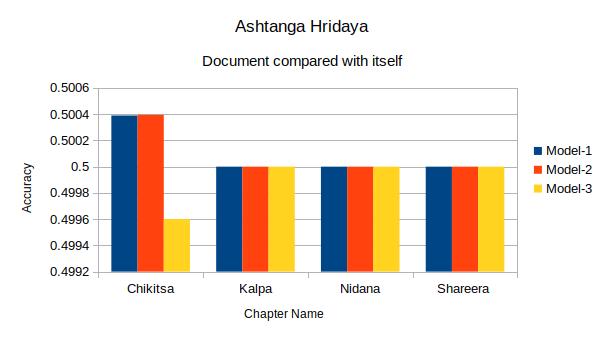 Ashtanga Hridaya
Document compared with itself
0.5006
0.5004
0.5002
0.5
0.4998
0.4996
0.4994
0.4992
Accuracy
Chikitsa
Kalpa
Nidana
Shareera
Chapter Name
Model-1
Model-2
Model-3